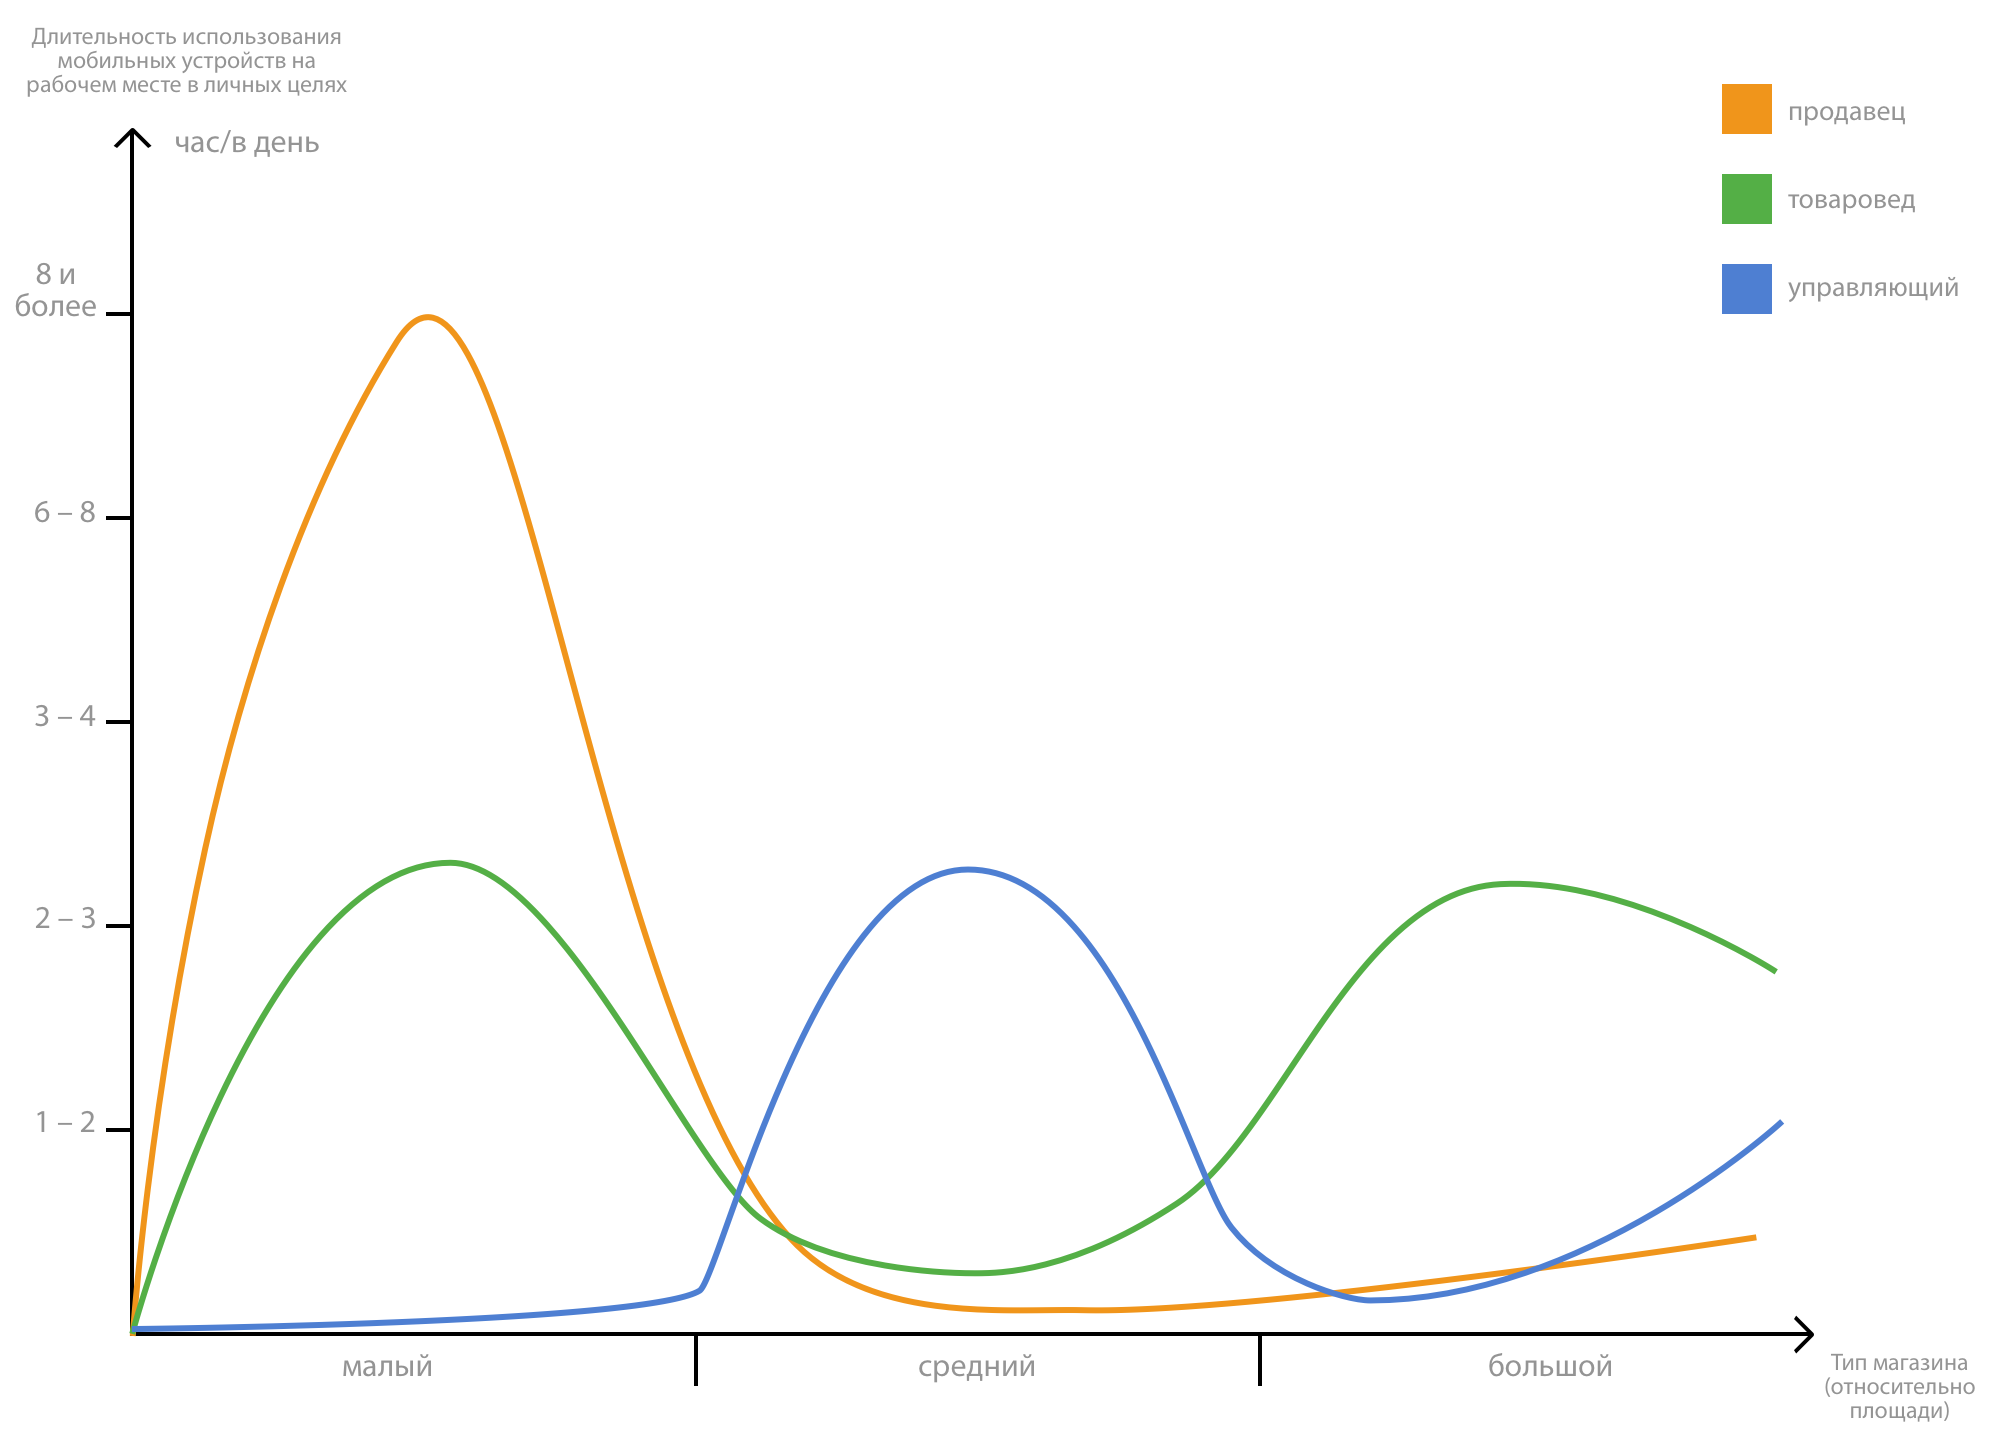 Длительность использования
мобильных устройств на
рабочем месте в личных целях
час/в день
продавец
товаровед
управляющий
8 и
более
6 – 8
3 – 4
2 – 3
1 – 2
малый
средний
большой
Тип магазина
(относительно
площади)